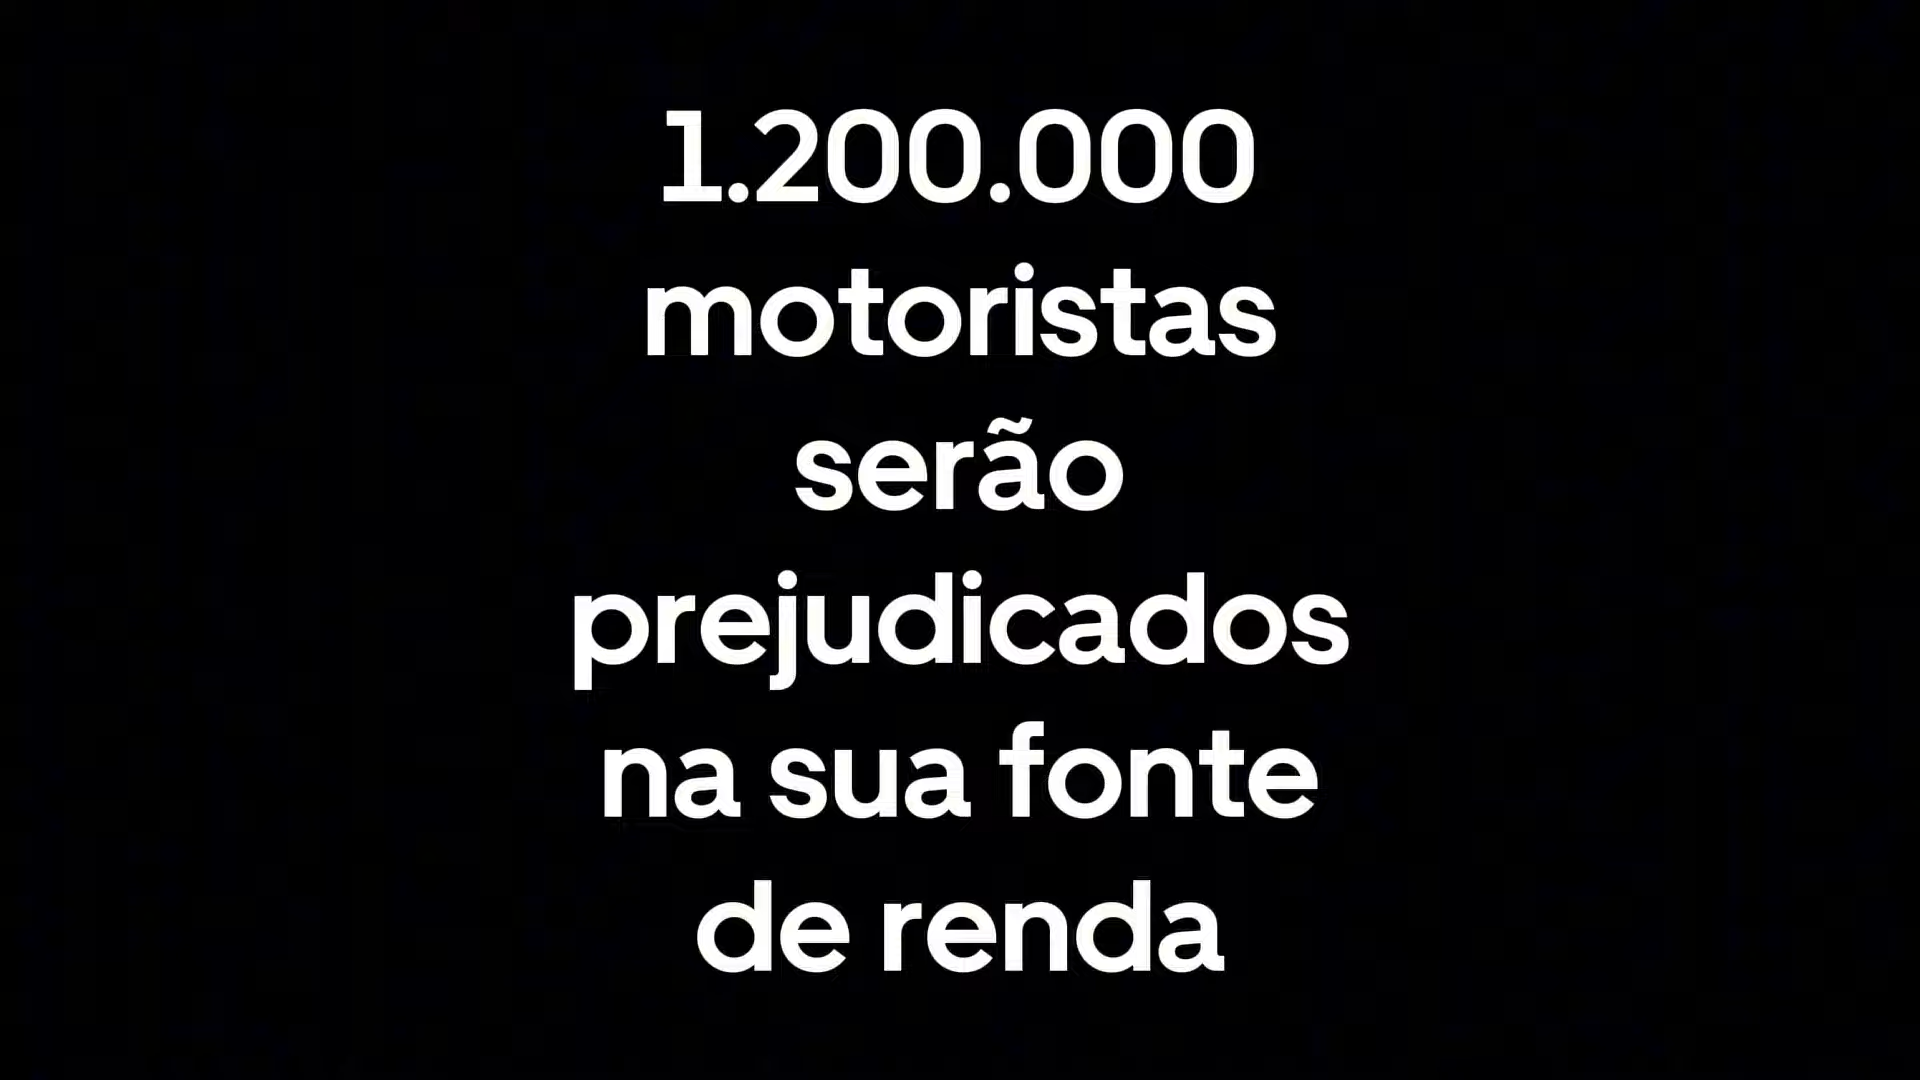 1.200.000
motoristas
serão
prejudicados
na sua fonte
de renda